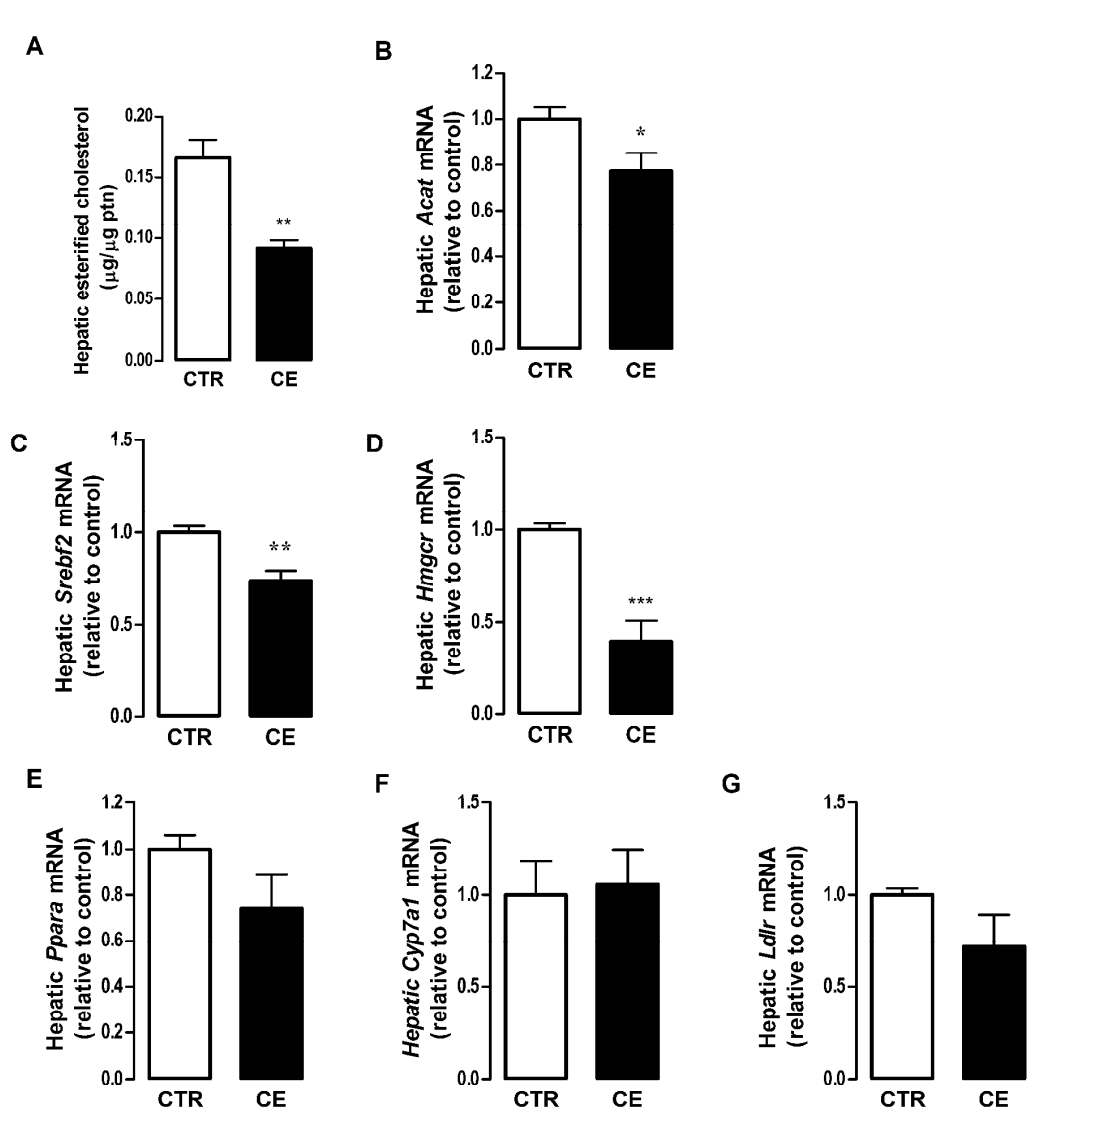 A
Hepatic esterified cholesterol
(µg/µg ptn)
0.20
0.15
0.10
0.05
0.00
**
CTR
CE
B
Hepatic Acat mRNA
(relative to control)
1.2
1.0
0.8
0.6
0.4
0.2
0.0
*
CTR
CE
C
Hepatic Srebf2 mRNA
(relative to control)
1.5
1.0
0.5
0.0
**
CTR
CE
D
Hepatic Hmgcr mRNA
(relative to control)
1.5
1.0
0.5
0.0
***
CTR
CE
E
Hepatic Ppara mRNA
(relative to control)
1.2
1.0
0.8
0.6
0.4
0.2
0.0
CTR
CE
F
Hepatic Cyp7a1 mRNA
(relative to control)
1.5
1.0
0.5
0.0
CTR
CE
G
Hepatic Ldlr mRNA
(relative to control)
1.5
1.0
0.5
0.0
CTR
CE